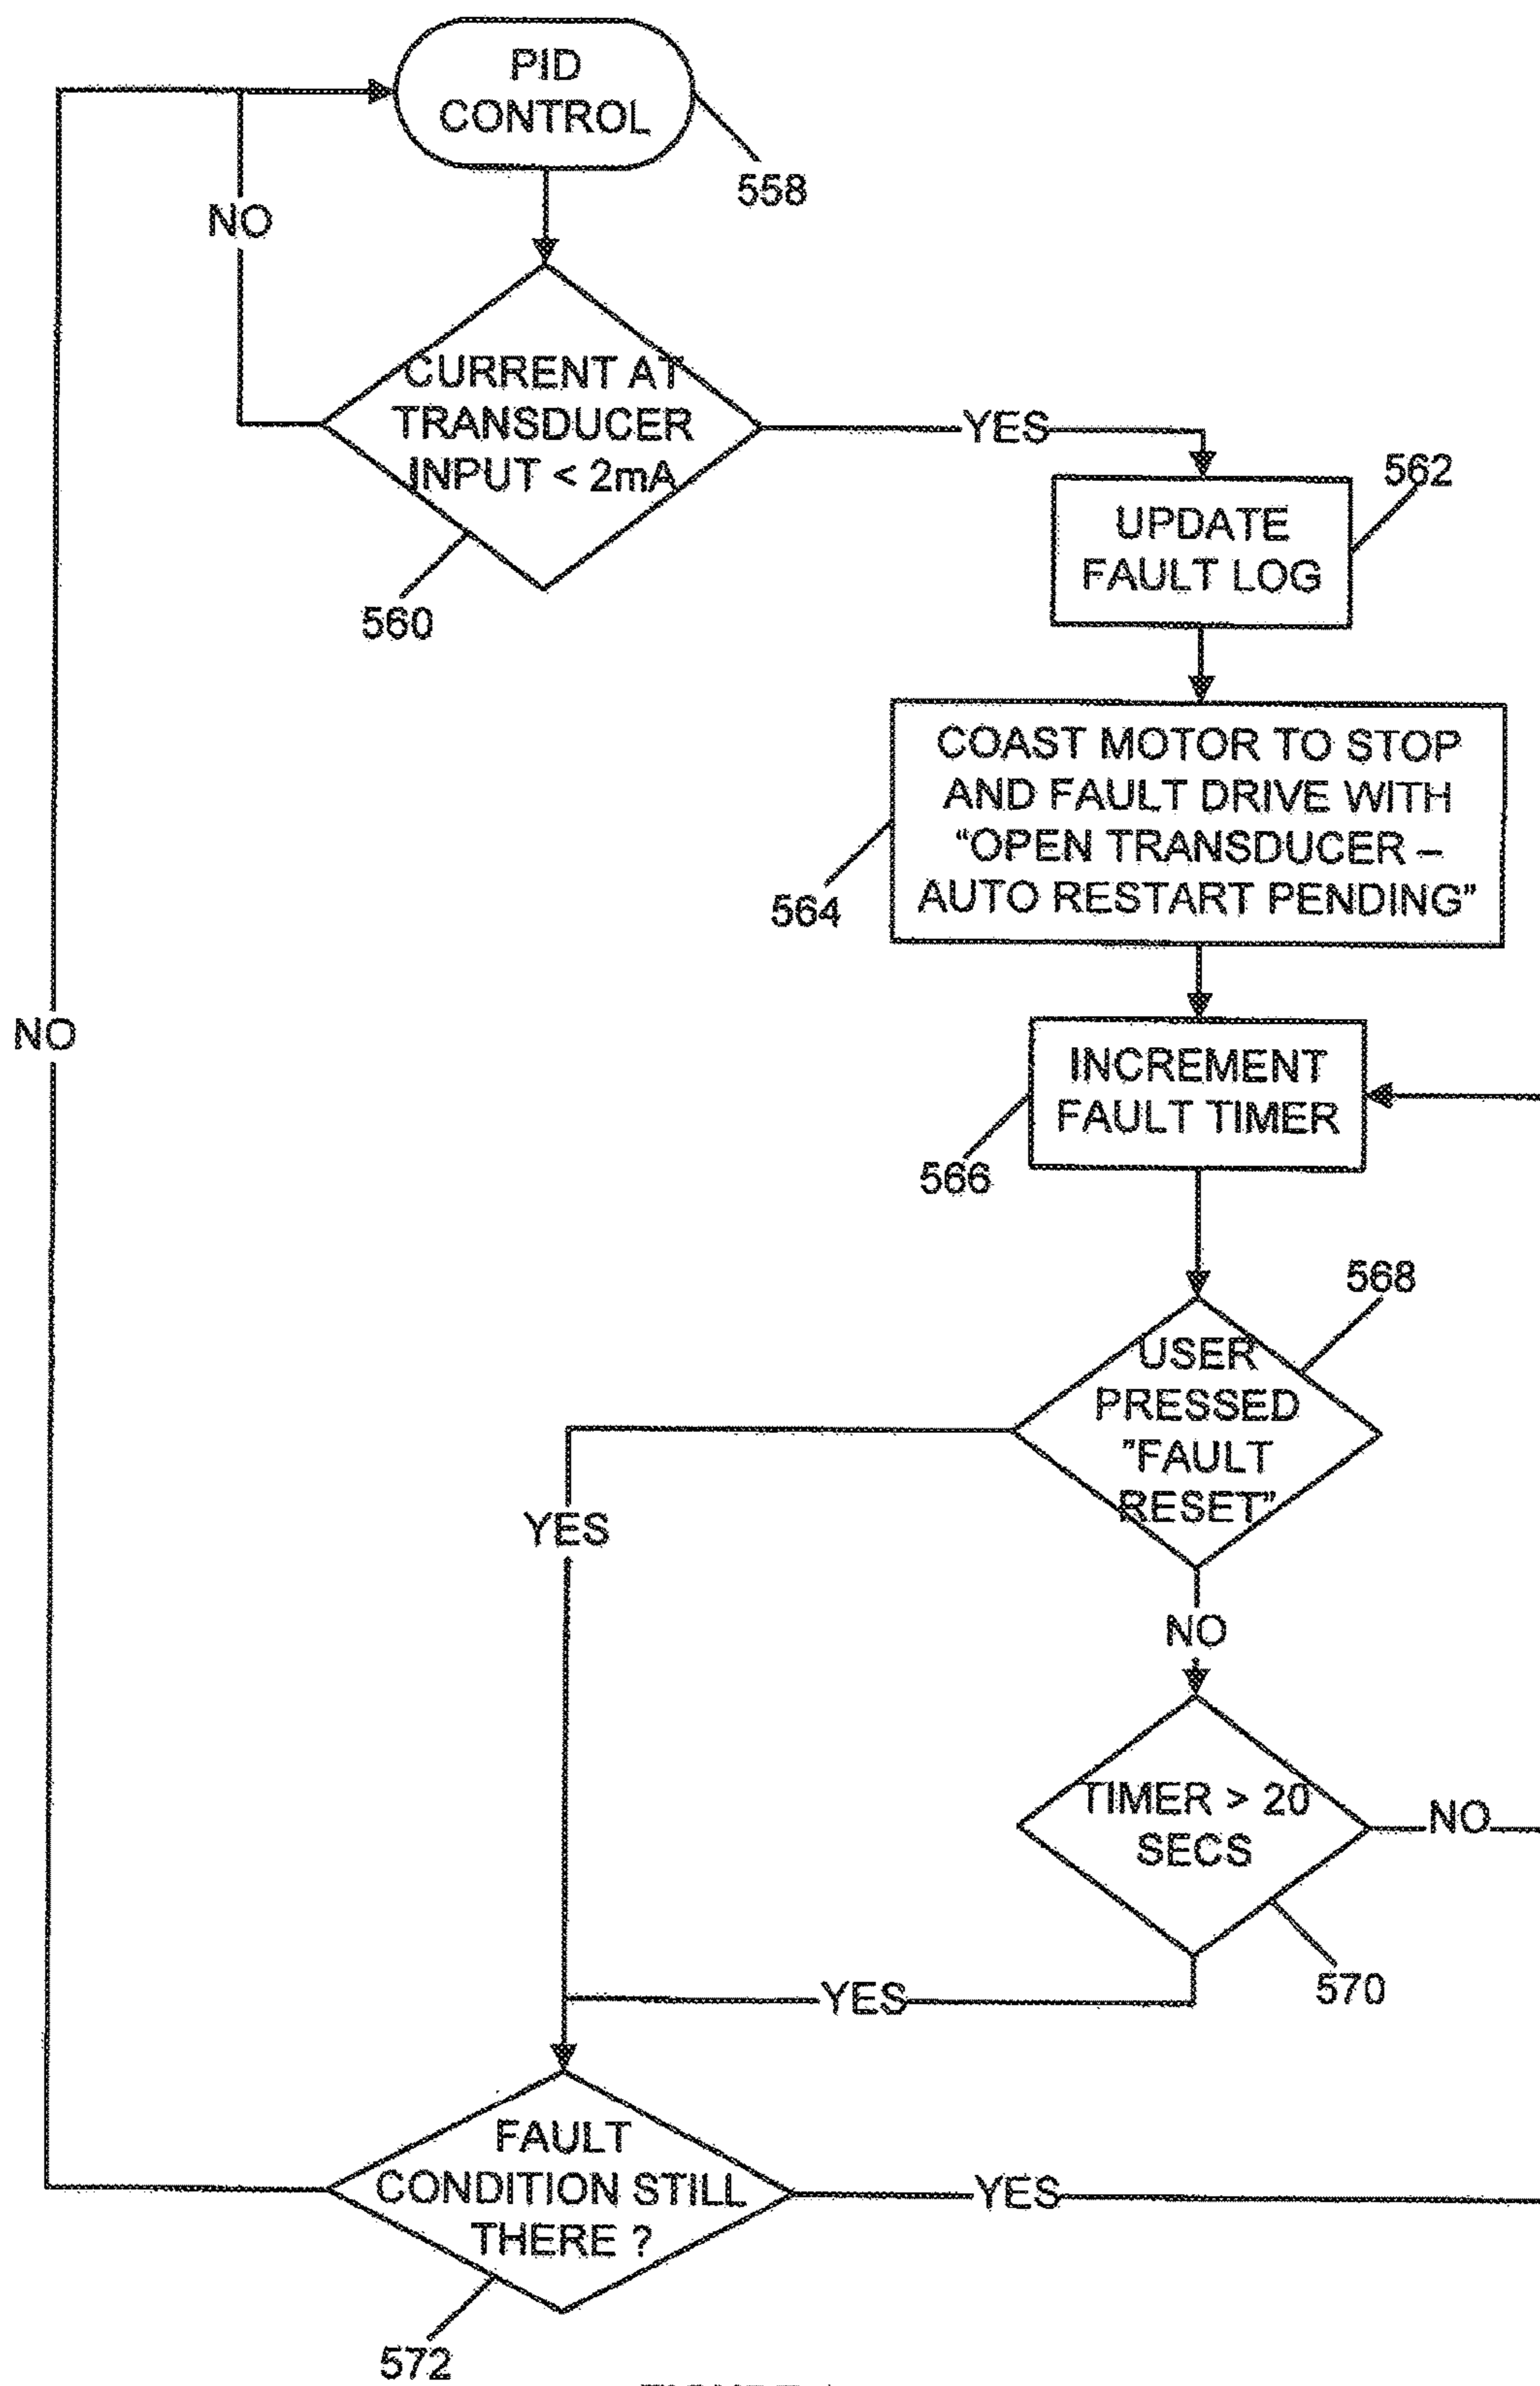 PID
CONTROL
558
NO
CURRENT AT
TRANSDUCER
INPUT < 2mA
560
YES
562
UPDATE
FAULT LOG
COAST MOTOR TO STOP
AND FAULT DRIVE WITH
“OPEN TRANSDUCER –
AUTO RESTART PENDING”
564
NO
INCREMENT
FAULT TIMER
566
568
USER
PRESSED
”FAULT
RESET”
YES
NO
TIMER > 20
SECS
NO
570
YES
FAULT
CONDITION STILL
THERE ?
YES
572